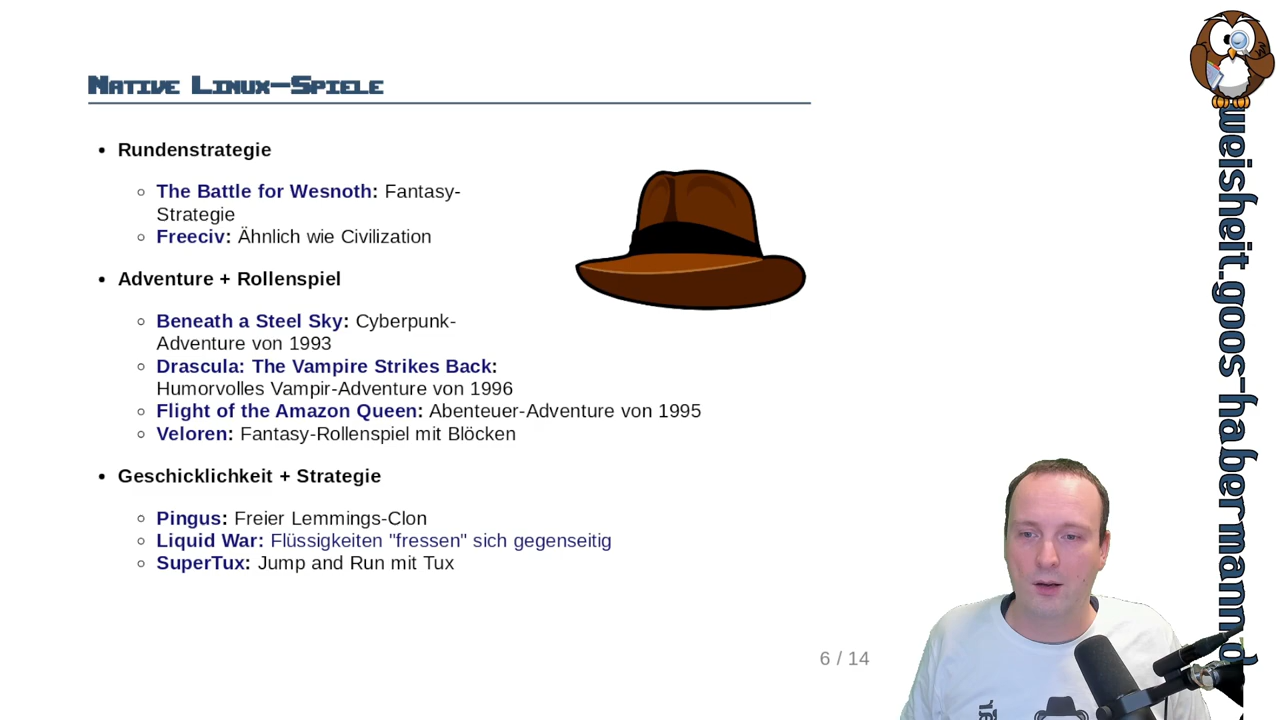 Native Linux-Spiele
Rundenstrategie
The Battle for Wesnoth: Fantasy-
Strategie
Freeciv: Ähnlich wie Civilization
Adventure + Rollenspiel
Beneath a Steel Sky: Cyberpunk-
Adventure von 1993
Drascula: The Vampire Strikes Back:
Humorvolles Vampir-Adventure von 1996
Flight of the Amazon Queen: Abenteuer-Adventure von 1995
Veloren: Fantasy-Rollenspiel mit Blöcken
Geschicklichkeit + Strategie
Pingus: Freier Lemmings-Clon
Liquid War: Flüssigkeiten "fressen" sich gegenseitig
SuperTux: Jump and Run mit Tux
6 / 14
weisheit.goos-habermann.d